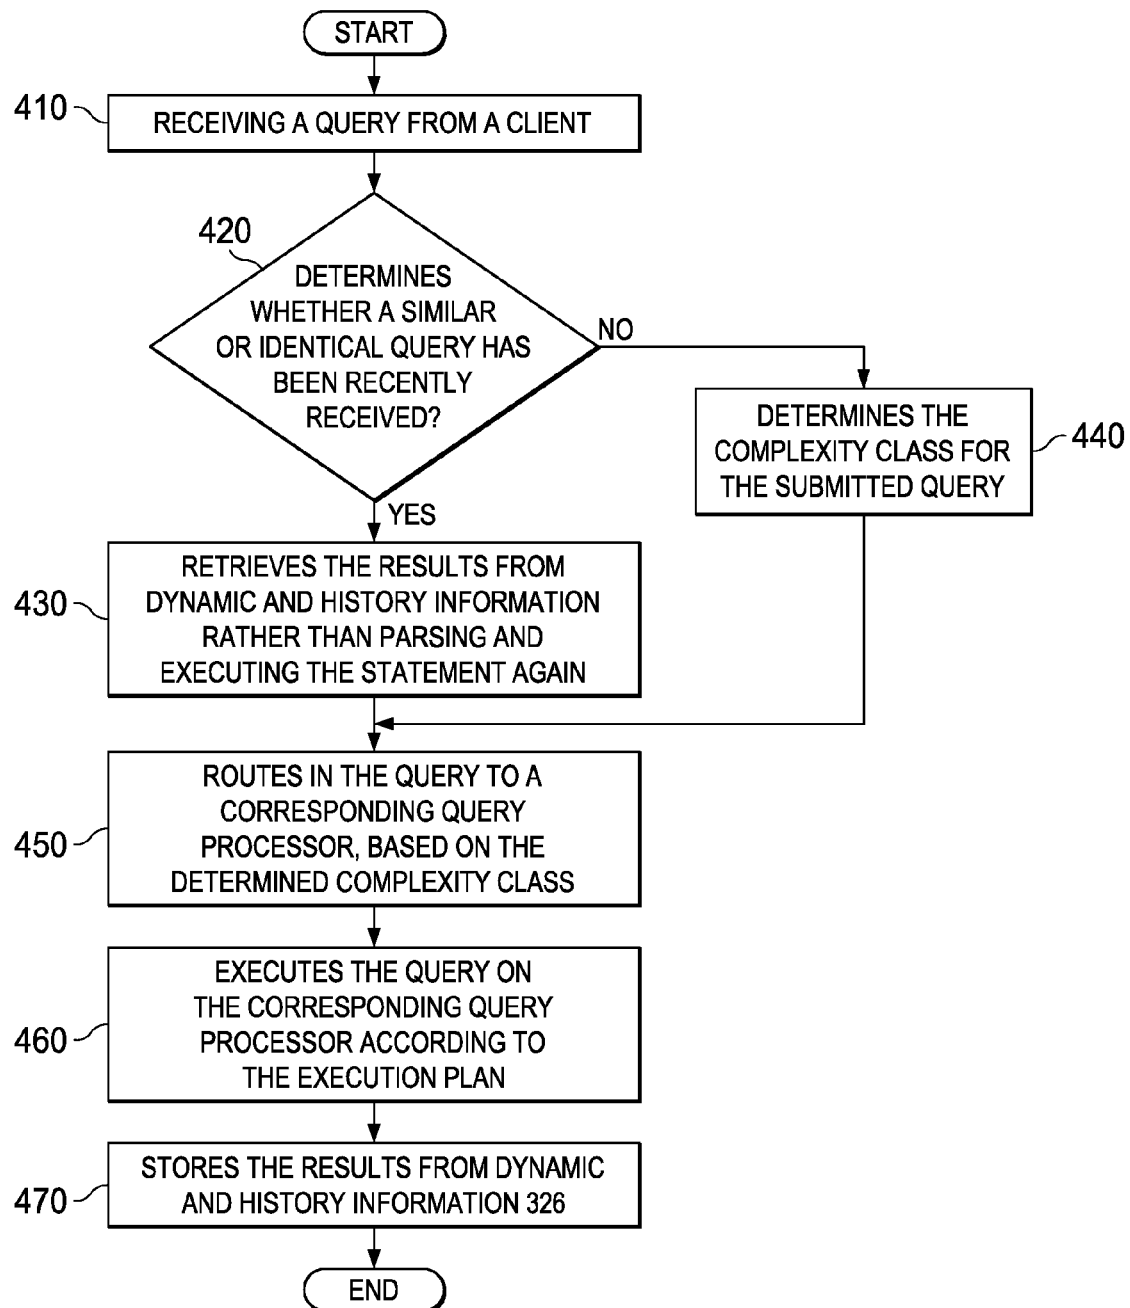 START
410
RECEIVING A QUERY FROM A CLIENT
420
DETERMINES
WHETHER A SIMILAR
OR IDENTICAL QUERY HAS
BEEN RECENTLY
RECEIVED?
NO
DETERMINES THE
COMPLEXITY CLASS FOR
THE SUBMITTED QUERY
440
YES
430
RETRIEVES THE RESULTS FROM
DYNAMIC AND HISTORY INFORMATION
RATHER THAN PARSING AND
EXECUTING THE STATEMENT AGAIN
450
ROUTES IN THE QUERY TO A
CORRESPONDING QUERY
PROCESSOR, BASED ON THE
DETERMINED COMPLEXITY CLASS
460
EXECUTES THE QUERY ON
THE CORRESPONDING QUERY
PROCESSOR ACCORDING TO
THE EXECUTION PLAN
470
STORES THE RESULTS FROM DYNAMIC
AND HISTORY INFORMATION 326
END